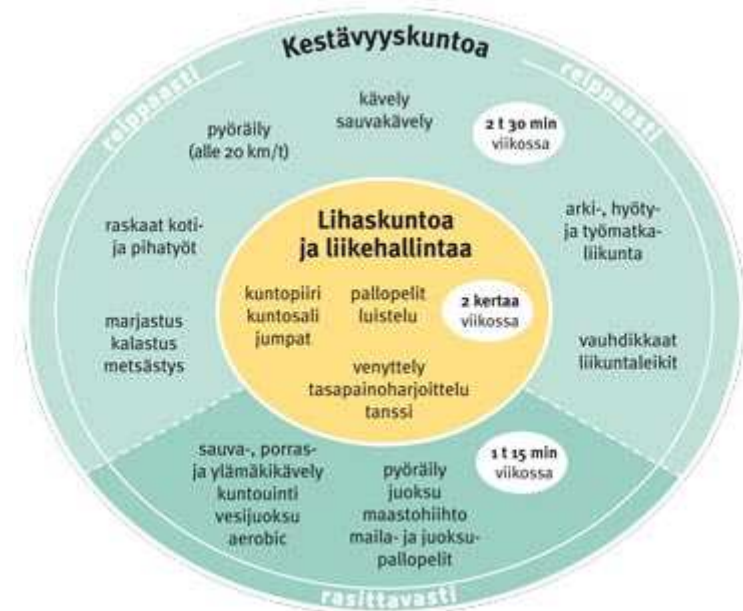 Kestävyyskuntoa
reippaasti
reippaasti
kävely
sauvakävely
2 t 30 min
viikossa
pyöräily
(alle 20 km/t)
raskaat koti-
ja pihatyöt
marjastus
kalastus
metsästys
arki-, hyöty-
ja työmatka-
liikunta
vauhdikkaat
liikuntaleikit
Lihaskuntoa
ja liikehallintaa
kuntopiiri
kuntosali
jumpat
pallopelit
luistelu
2 kertaa
viikossa
venyttely
tasapainoharjoittelu
tanssi
sauva-, porras-
ja ylämäkikävely
kuntouinti
vesijuoksu
aerobic
pyöräily
juoksu
maastohiihto
maila- ja juoksu-
pallopelit
1 t 15 min
viikossa
rasittavasti